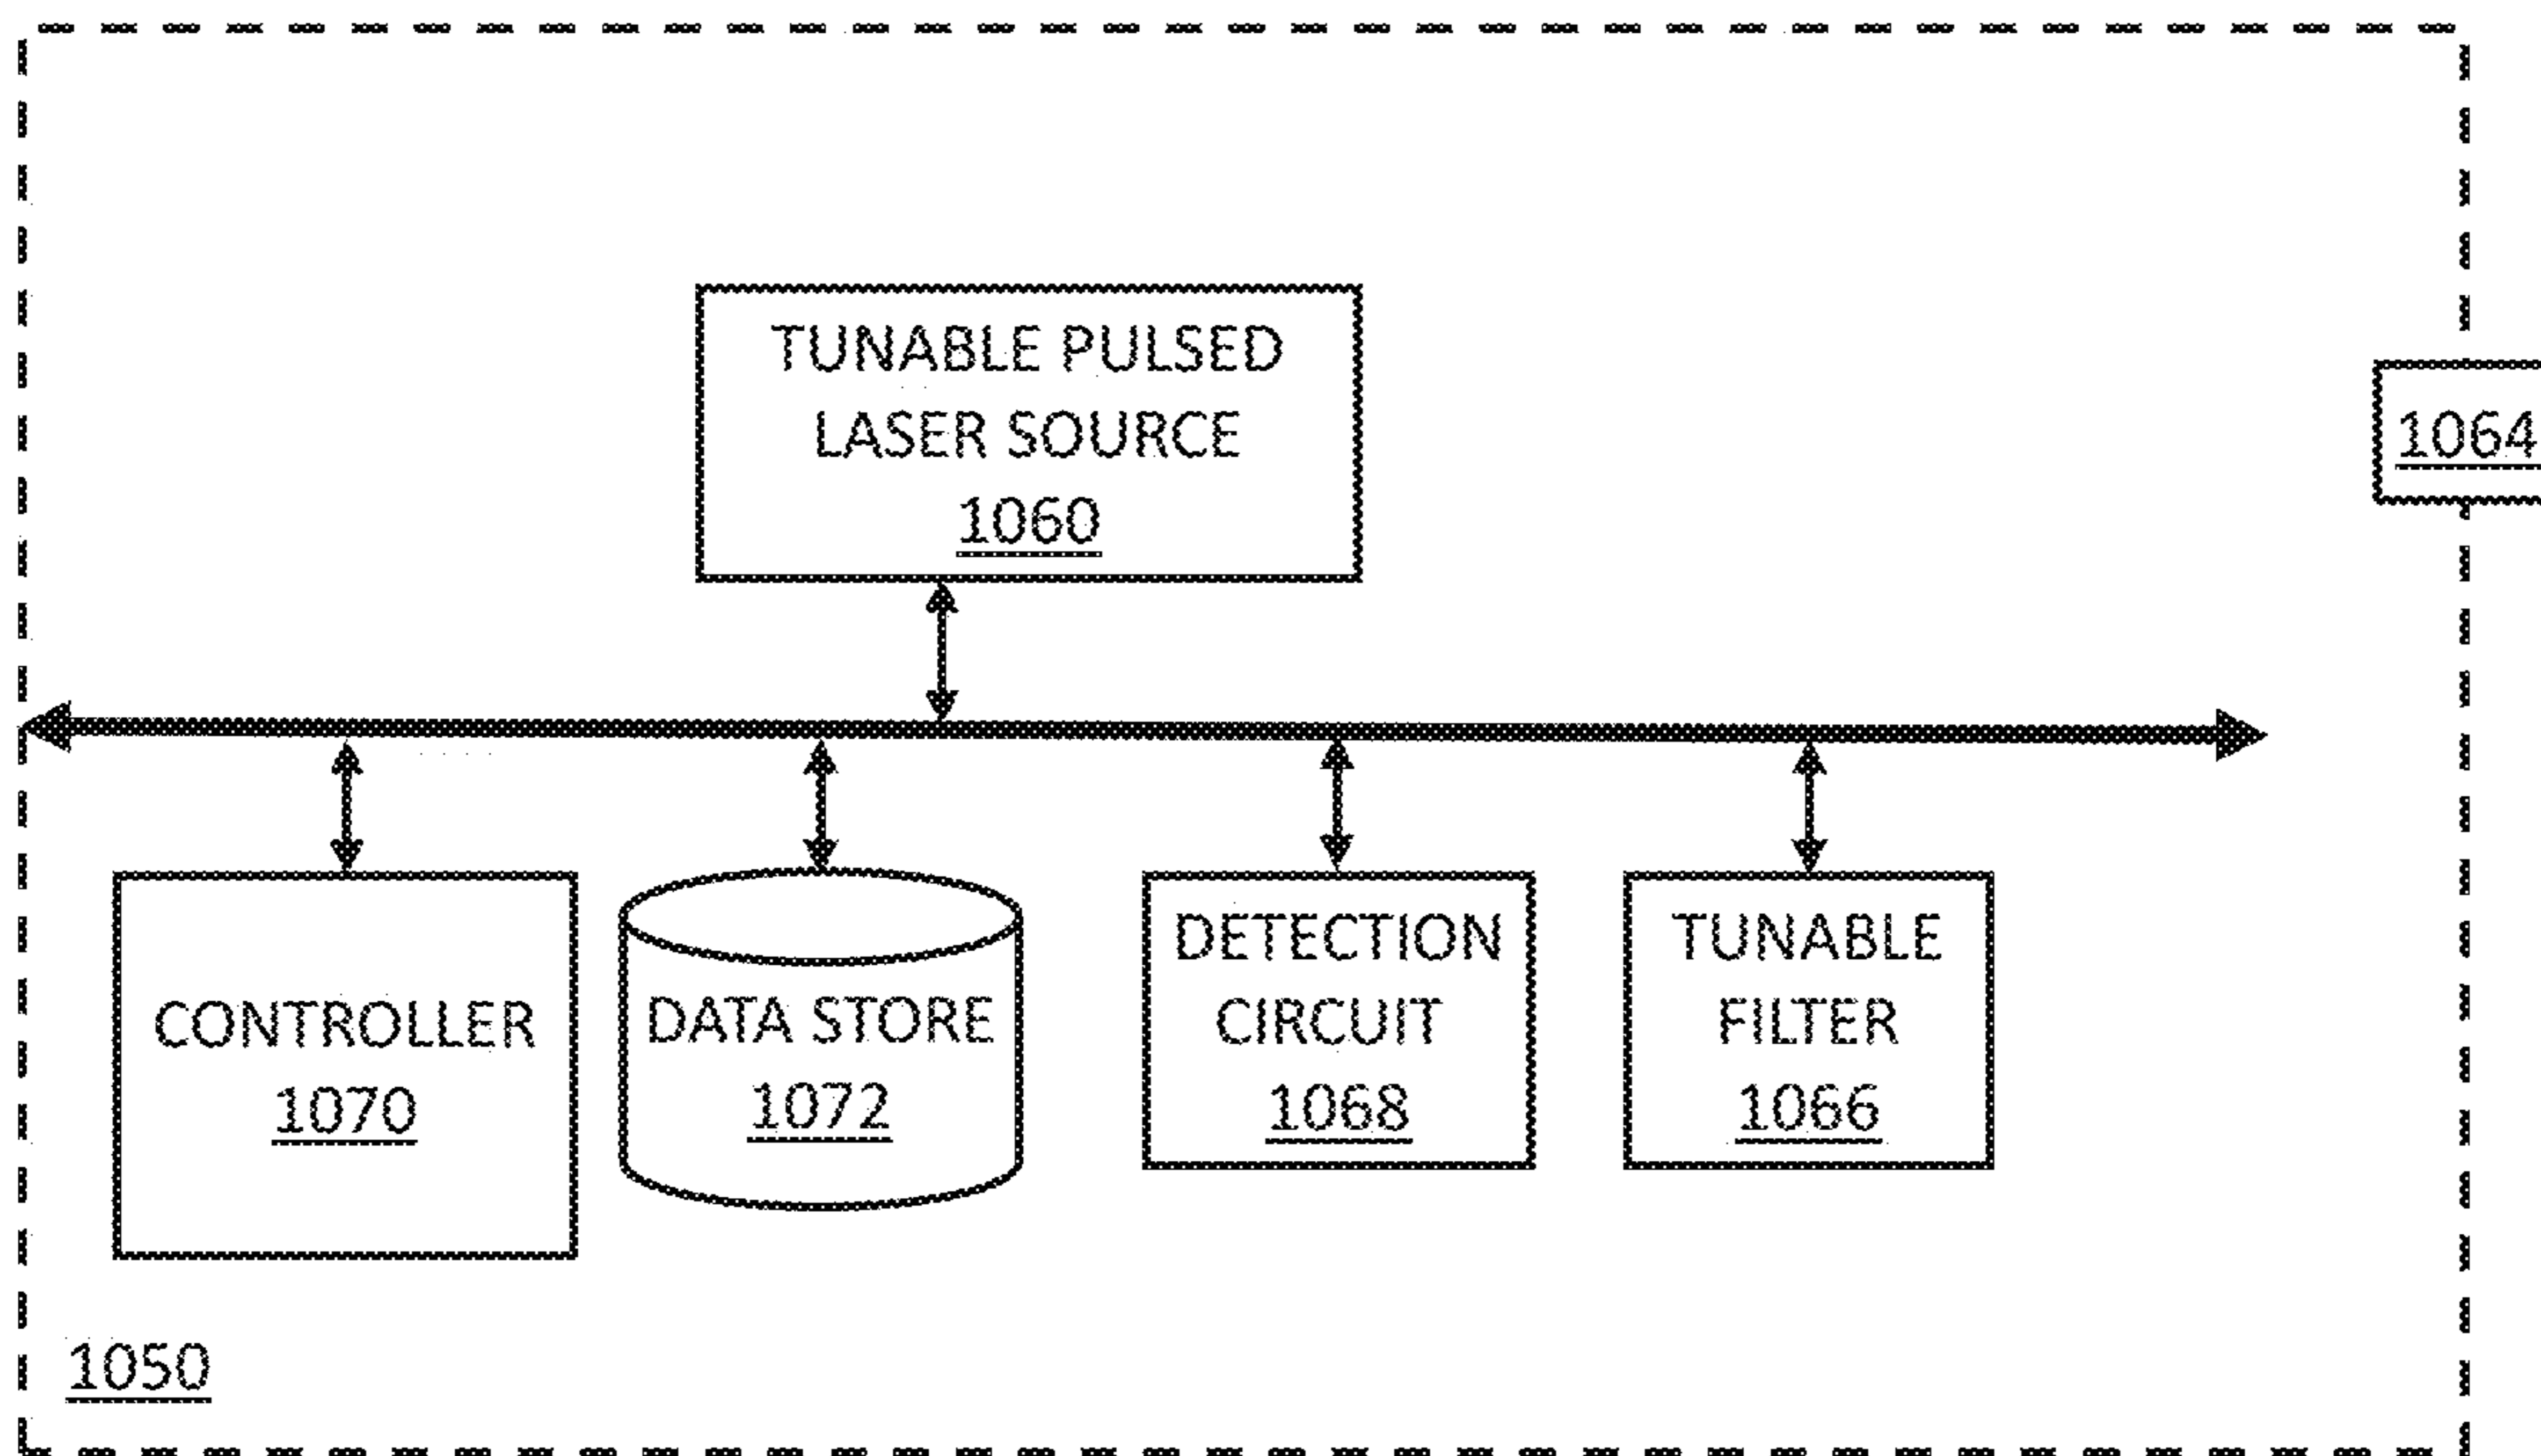 TUNABLE PULSED
LASER SOURCE
1060
1064
CONTROLLER
1070
DATA STORE
1072
DETECTION
CIRCUIT
1068
TUNABLE
FILTER
1066
1050